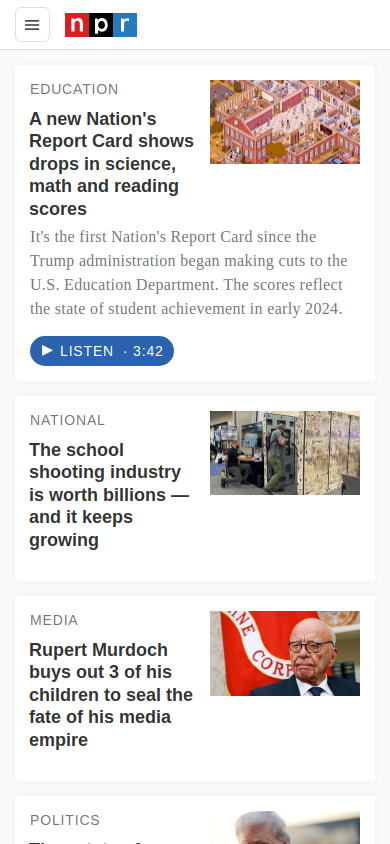 npr
EDUCATION
A new Nation's
Report Card shows
drops in science,
math and reading
scores
It's the first Nation's Report Card since the
Trump administration began making cuts to the
U.S. Education Department. The scores reflect
the state of student achievement in early 2024.
LISTEN · 3:42
NATIONAL
The school
shooting industry
is worth billions —
and it keeps
growing
MEDIA
Rupert Murdoch
buys out 3 of his
children to seal the
fate of his media
empire
INE CORP
POLITICS